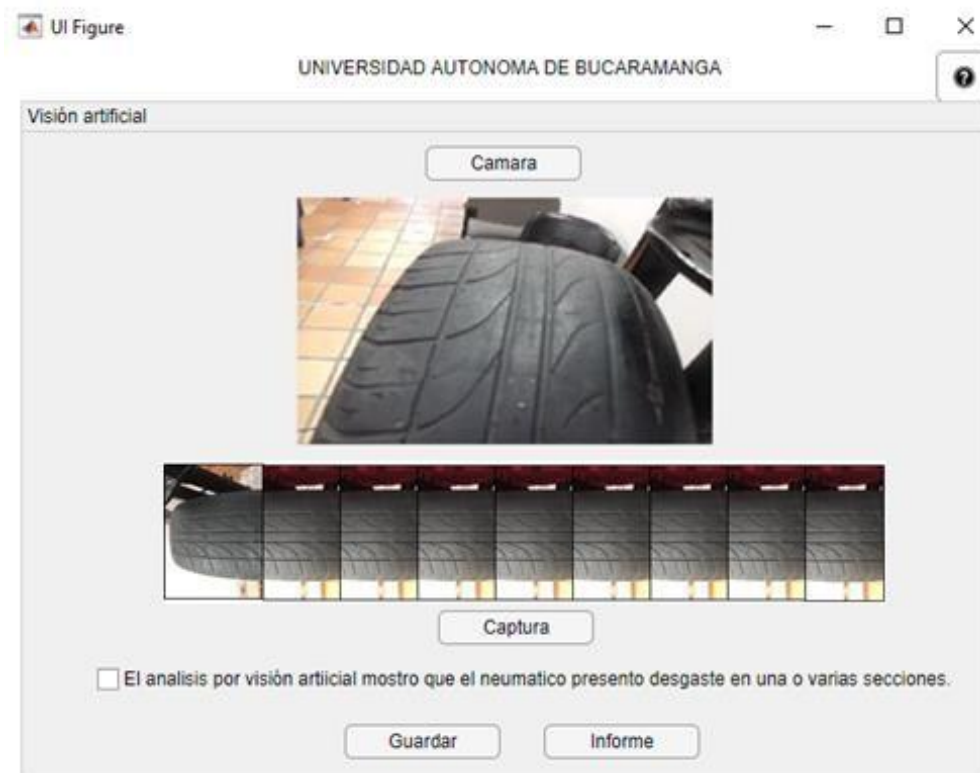 UI Figure
UNIVERSIDAD AUTONOMA DE BUCARAMANGA
?
Visión artificial
Camara
Captura
El analisis por visiòn artiicial mostro que el neumatico presento desgaste en una o varias secciones.
Guardar
Informe